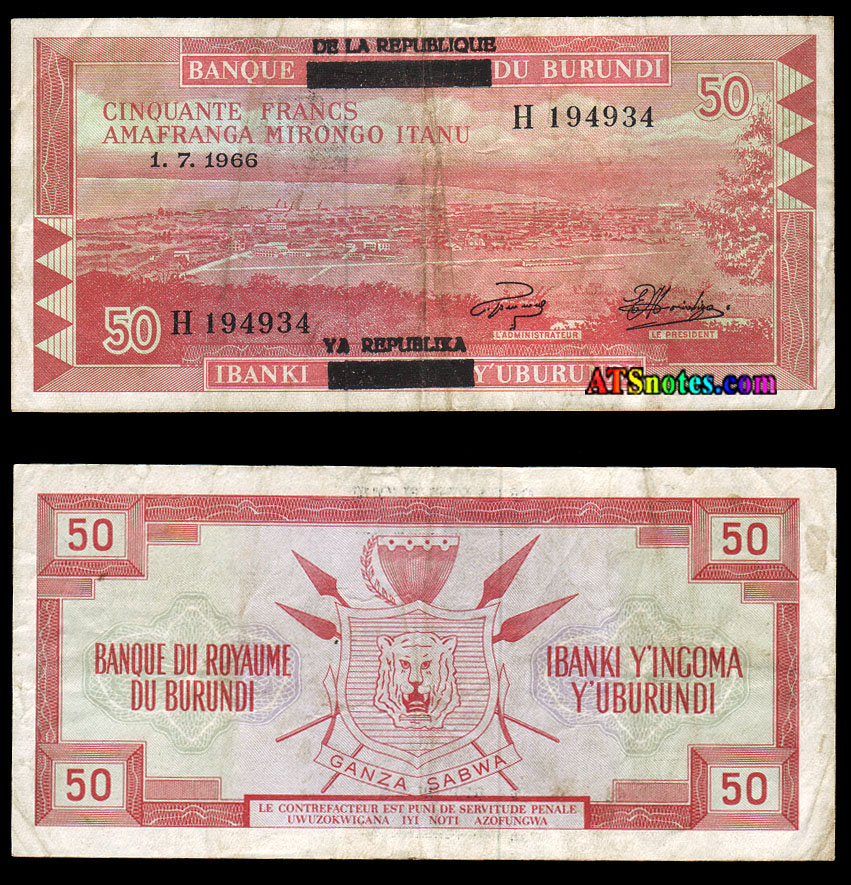 DE LA REPUBLIQUE
BANQUE DU BURUNDI
CINQUANTE FRANCS
AMAFRANGA MIRONGO ITANU
1. 7. 1966
H 194934
50
50
H 194934
L'ADMINISTRATEUR
LE PRESIDENT
YA REPUBLIKA
IBANKI Y'UBURU
ATSnotes.com
50
50
BANQUE DU ROYAUME
DU BURUNDI
IBANKI Y'INGOMA
Y'UBURUNDI
GANZA SABWA
50
50
LE CONTREFACTEUR EST PUNI DE SERVITUDE PENALE
UWUZOKWIGANA IYI NOTI AZOFUNGWA